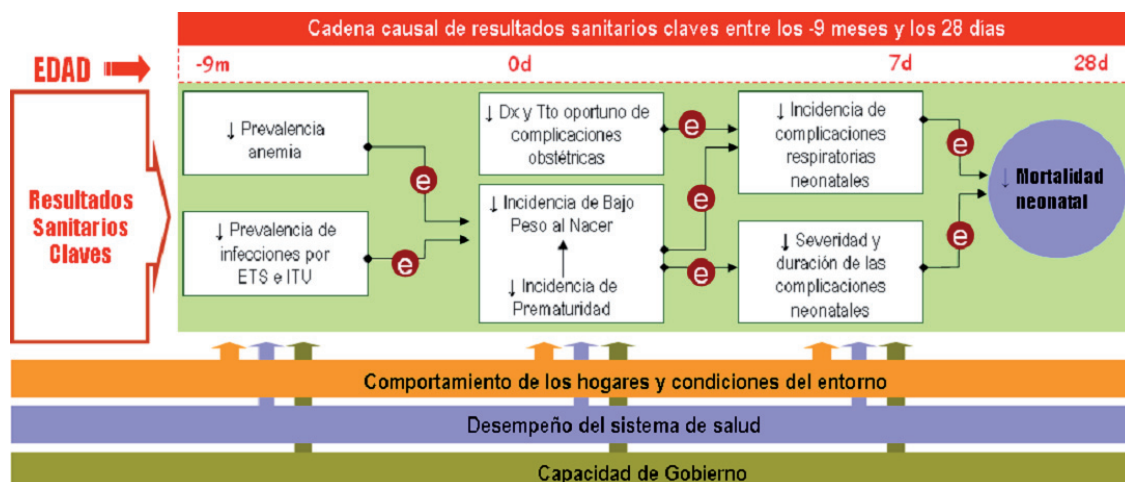 Cadena causal de resultados sanitarios claves entre los -9 meses y los 28 dias
EDAD
-9m
0d
7d
28d
Resultados
Sanitarios
Claves
↓ Prevalencia
anemia
↓ Prevalencia de
infecciones por
ETS e ITU
e
e
↓ Dx y Tto oportuno de
complicaciones
obstétricas
↓ Incidencia de Bajo
Peso al Nacer
↓ Incidencia de
Prematuridad
e
e
e
↓ Incidencia de
complicaciones
respiratorias
neonatales
↓ Severidad y
duración de las
complicaciones
neonatales
e
e
↓ Mortalidad
neonatal
Comportamiento de los hogares y condiciones del entorno
Desempeño del sistema de salud
Capacidad de Gobierno